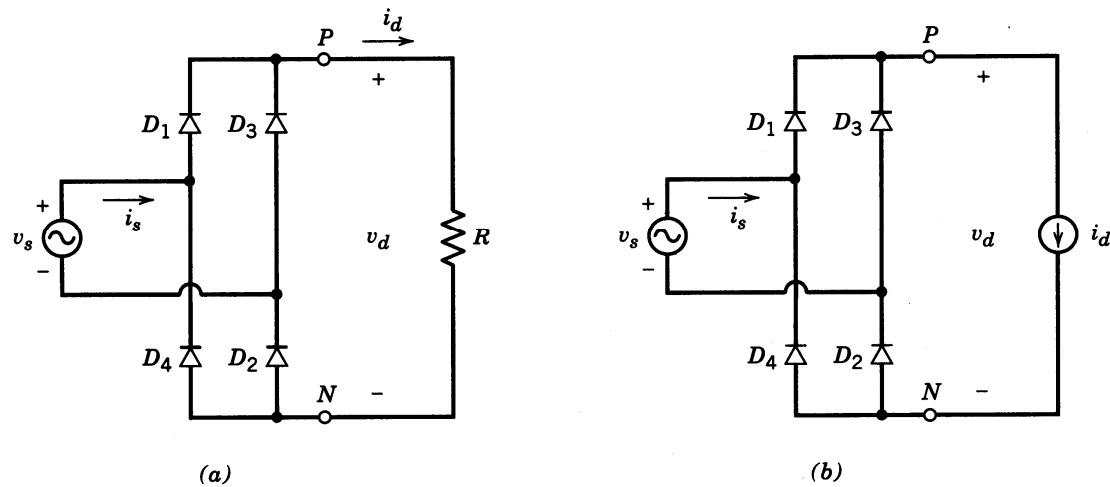 P
i_d
+
D_1
D_3
+
i_s
v_s
v_d
R
−
D_4
D_2
N
−
(a)
P
+
D_1
D_3
+
i_s
v_s
v_d
i_d
−
D_4
D_2
N
−
(b)